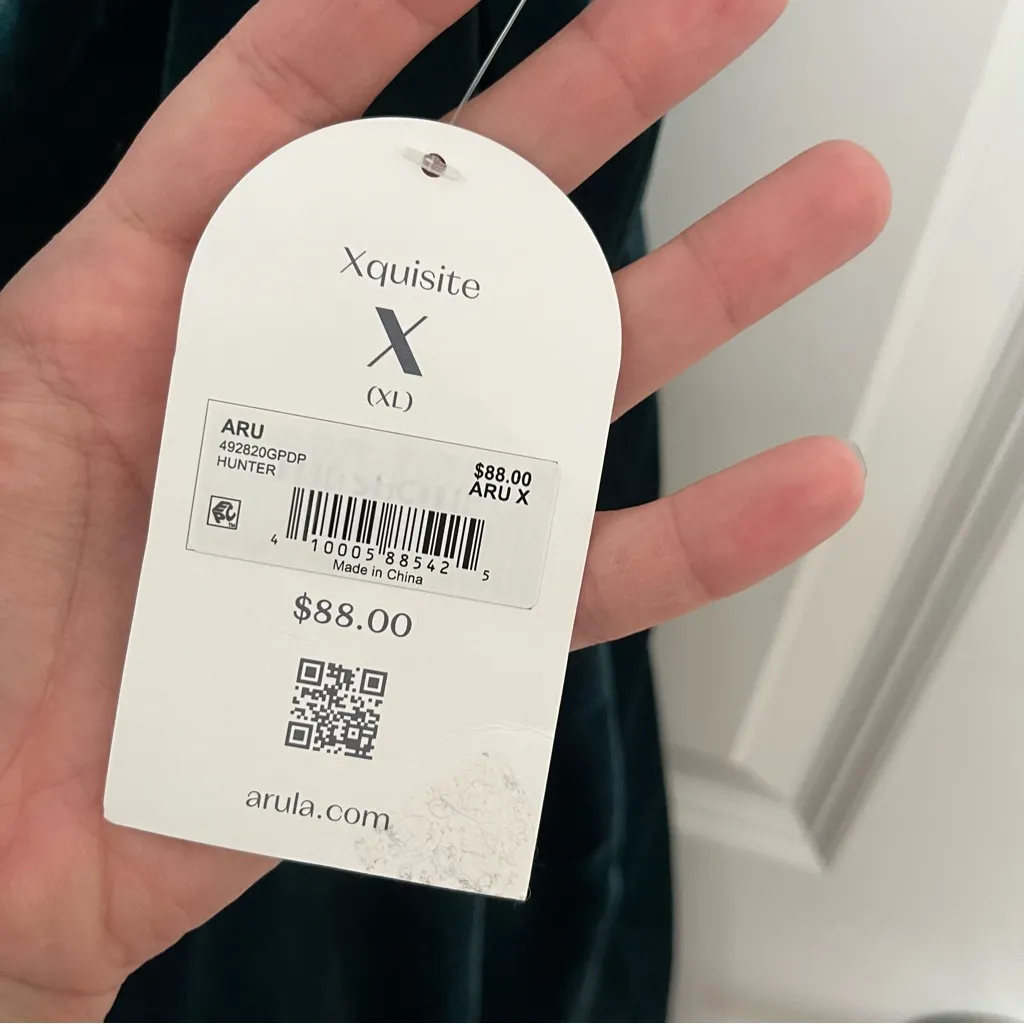 Xquisite
X
(XL)
ARU
492820GPDP
HUNTER
$88.00
ARU X
4 10005 88542 5
Made in China
$88.00
arula.com